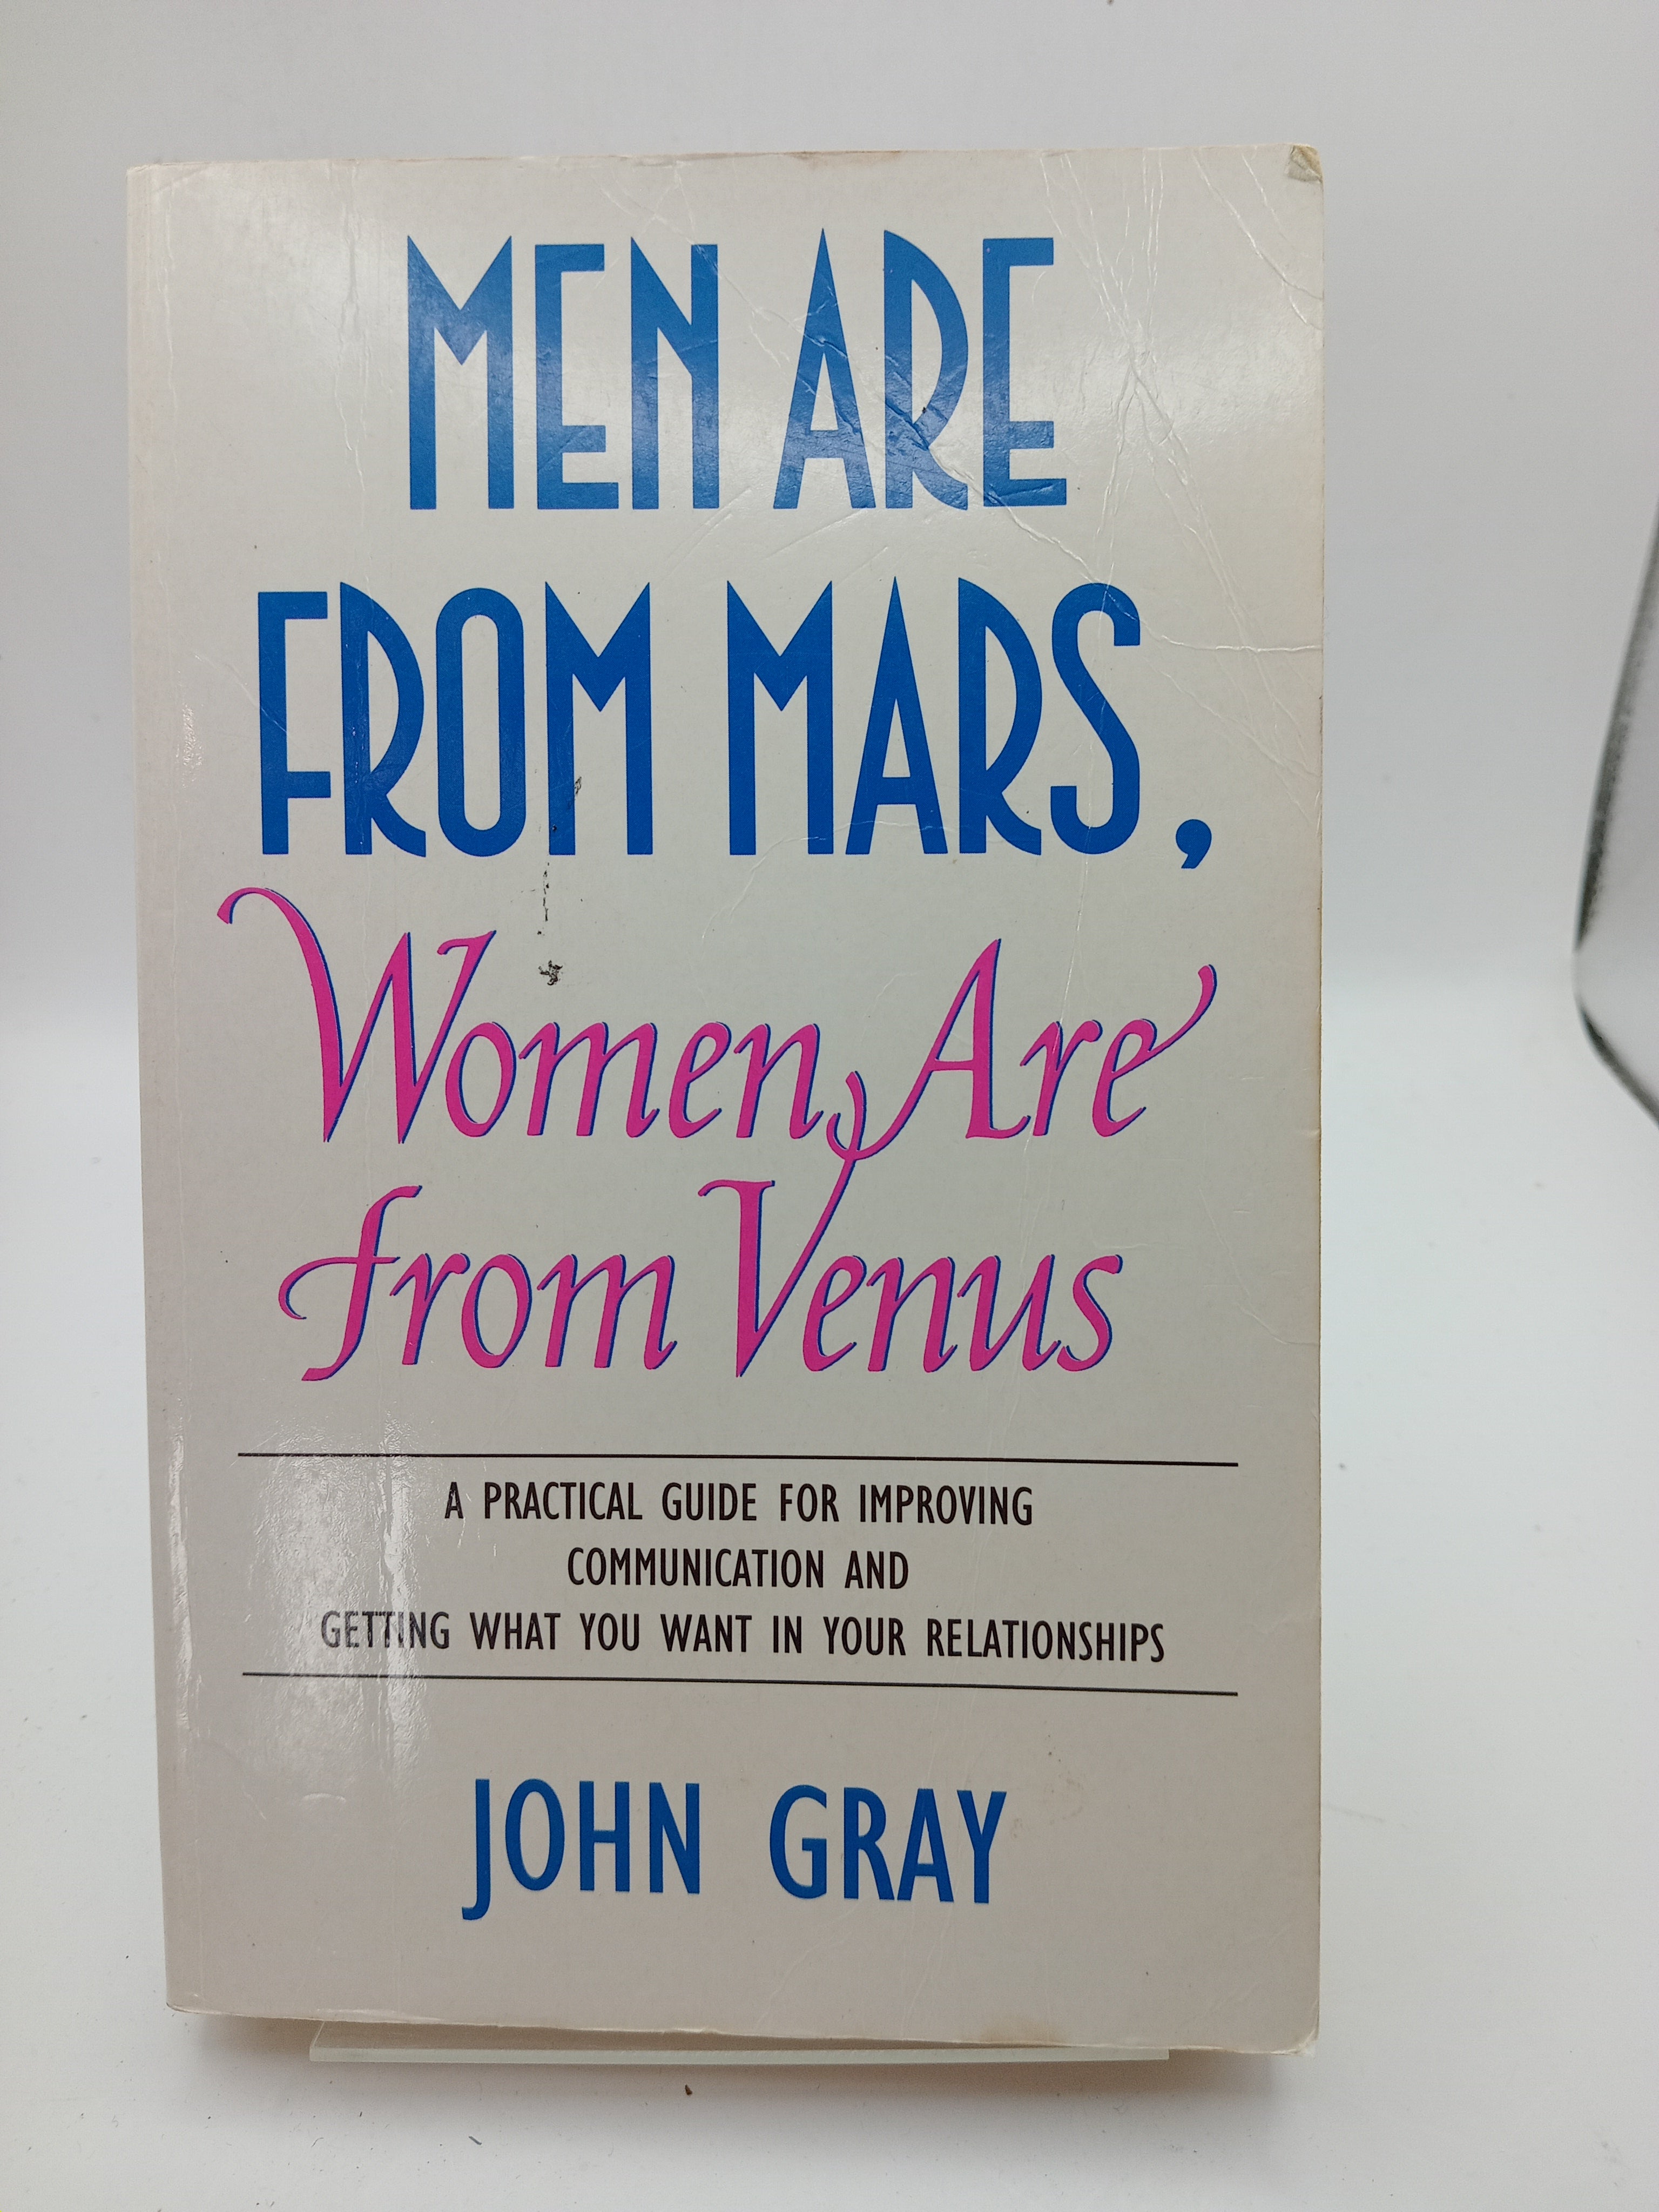 MEN ARE
FROM MARS,
Women Are
from Venus
A PRACTICAL GUIDE FOR IMPROVING
COMMUNICATION AND
GETTING WHAT YOU WANT IN YOUR RELATIONSHIPS
JOHN GRAY